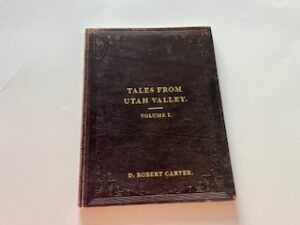 TALES FROM
UTAH VALLEY.
VOLUME I.
D. ROBERT CARTER.